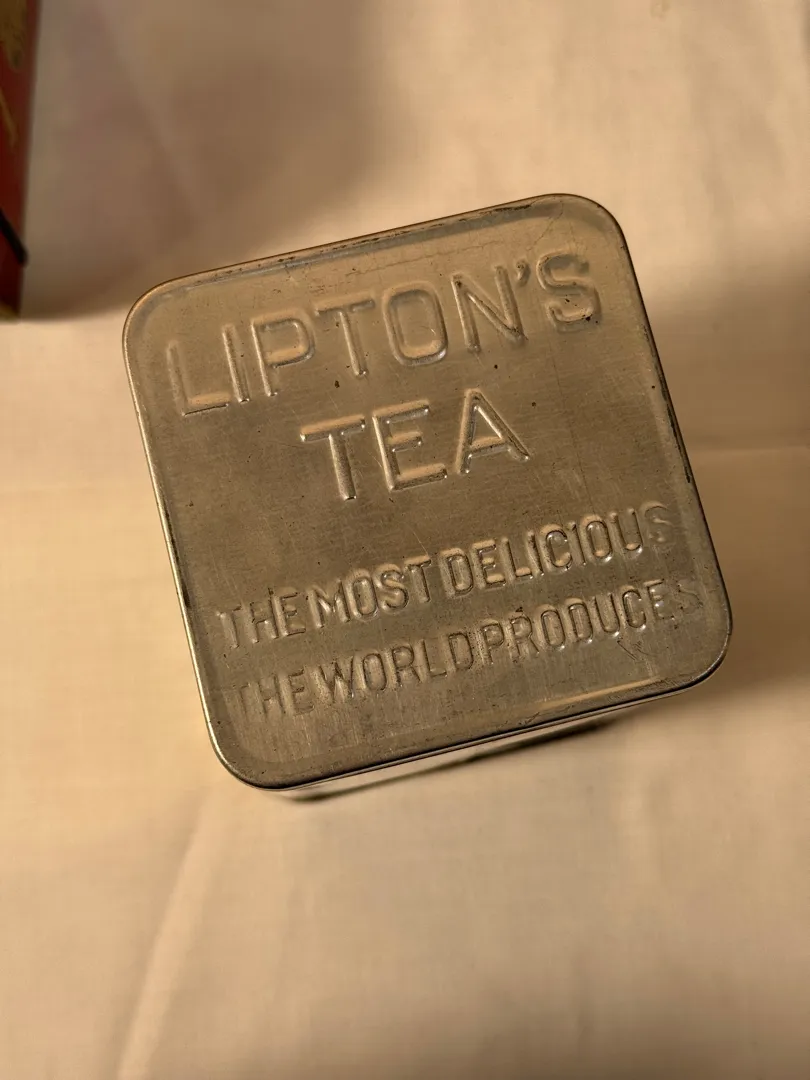 LIPTON'S
TEA
THE MOST DELICIOUS
THE WORLD PRODUCES